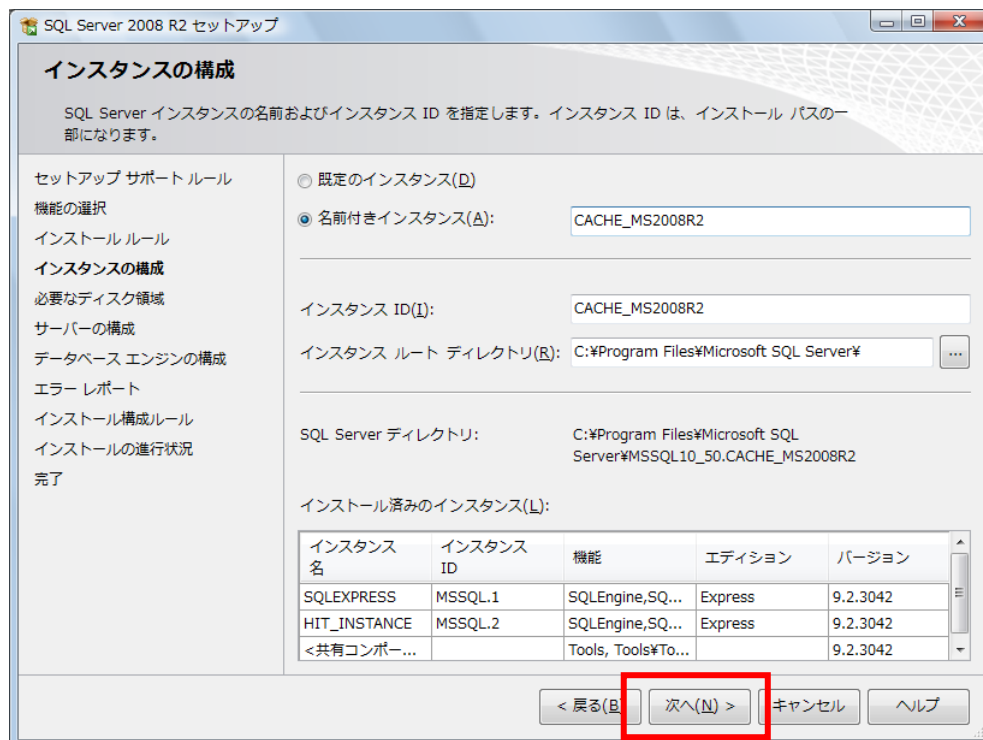 SQL Server 2008 R2 セットアップ
インスタンスの構成
SQL Server インスタンスの名前およびインスタンス ID を指定します。インスタンス ID は、インストール パスの一
部になります。
セットアップ サポート ルール
機能の選択
インストール ルール
インスタンスの構成
必要なディスク領域
サーバーの構成
データベース エンジンの構成
エラー レポート
インストール構成ルール
インストールの進行状況
完了
既定のインスタンス(D)
名前付きインスタンス(A): CACHE_MS2008R2
インスタンス ID(I): CACHE_MS2008R2
インスタンス ルート ディレクトリ(R): C:¥Program Files¥Microsoft SQL Server¥ ...
SQL Server ディレクトリ: C:¥Program Files¥Microsoft SQL
Server¥MSSQL10_50.CACHE_MS2008R2
インストール済みのインスタンス(L):
インスタンス名 インスタンス ID 機能 エディション バージョン
SQLEXPRESS MSSQL.1 SQLEngine,SQ... Express 9.2.3042
HIT_INSTANCE MSSQL.2 SQLEngine,SQ... Express 9.2.3042
<共有コンポー... Tools, Tools¥To... 9.2.3042
< 戻る(B 次へ(N) > キャンセル ヘルプ